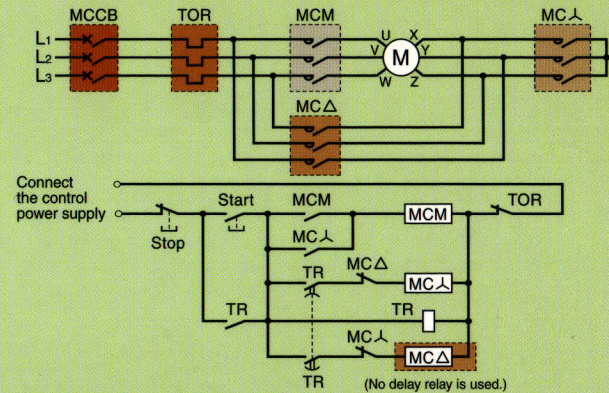 MCCB TOR MCM MC⅄
L1
L2
L3
U X
V M Y
W Z
MC△
Connect
the control
power supply
Start MCM MCM TOR
Stop
MC⅄
TR MC△ MC⅄
TR TR
MC⅄ MC△
TR
(No delay relay is used.)